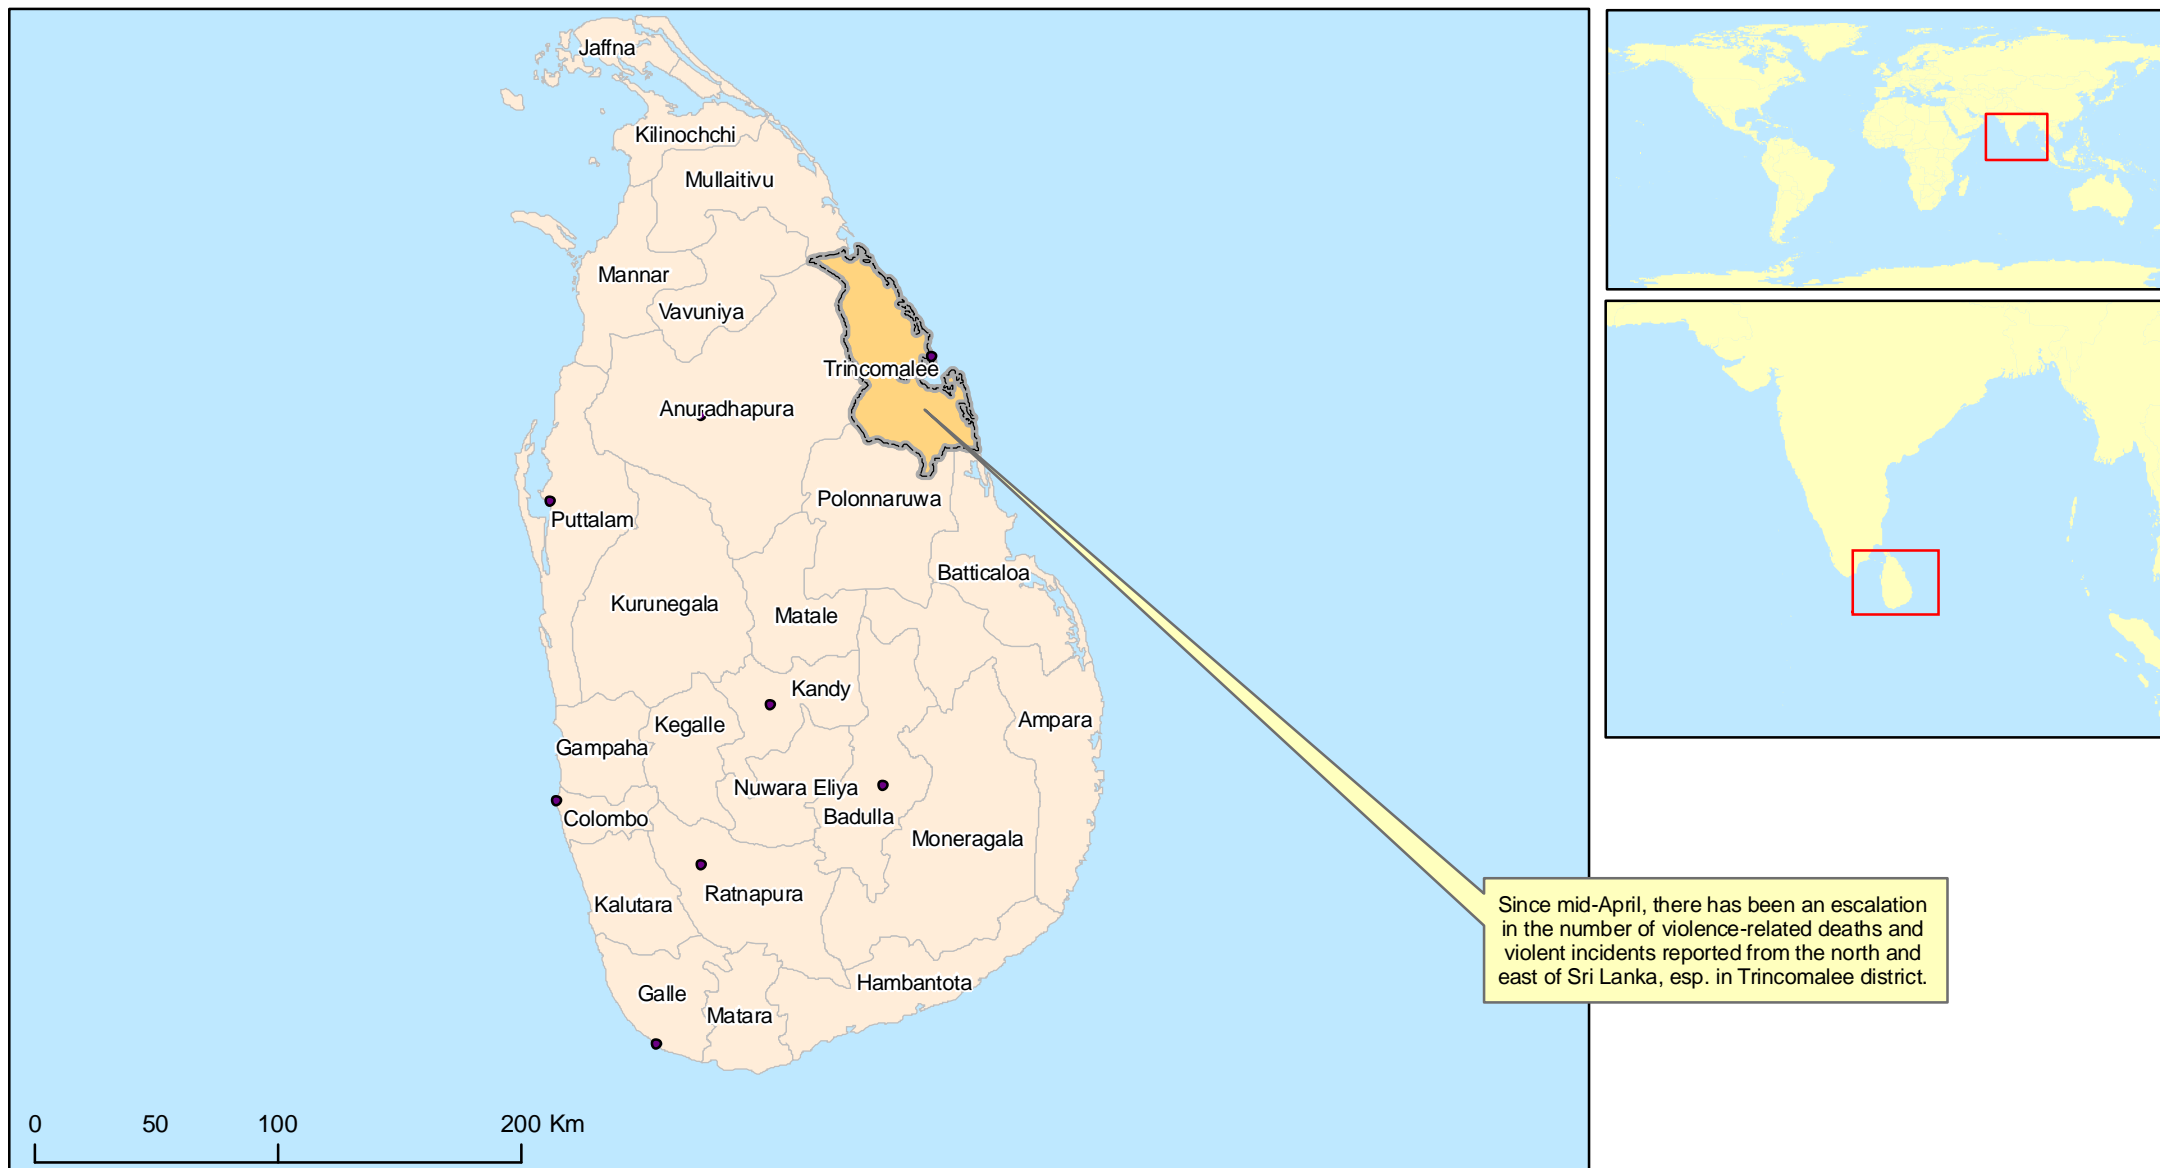 Jaffna
Kilinochchi
Mullaitivu
Mannar
Vavuniya
Trincomalee
Anuradhapura
Polonnaruwa
Puttalam
Batticaloa
Kurunegala
Matale
Kandy
Ampara
Kegalle
Gampaha
Nuwara Eliya
Badulla
Colombo
Moneragala
Ratnapura
Kalutara
Since mid-April, there has been an escalation
in the number of violence-related deaths and
violent incidents reported from the north and
east of Sri Lanka, esp. in Trincomalee district.
Hambantota
Galle
Matara
0 50 100 200 Km